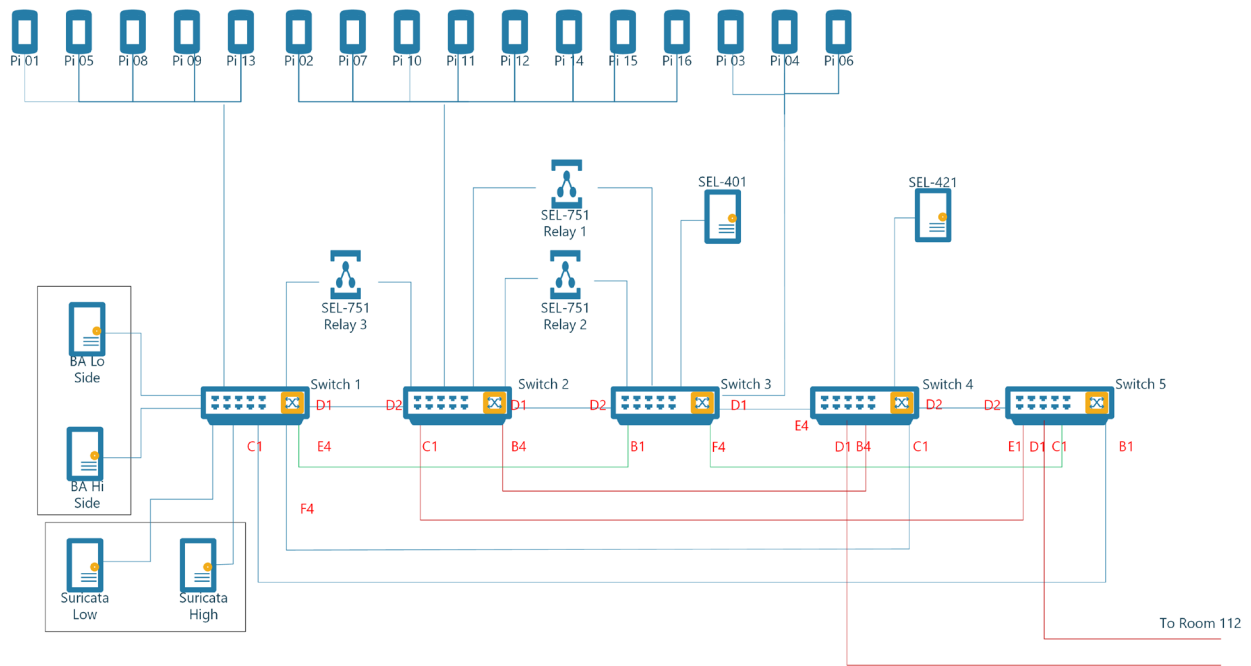 Pi 01
Pi 05
Pi 08
Pi 09
Pi 13
Pi 02
Pi 07
Pi 10
Pi 11
Pi 12
Pi 14
Pi 15
Pi 16
Pi 03
Pi 04
Pi 06
SEL-401
SEL-421
SEL-751
Relay 1
SEL-751
Relay 3
SEL-751
Relay 2
BA Lo
Side
BA Hi
Side
Switch 1
Switch 2
Switch 3
Switch 4
Switch 5
D1
D2
D1
D2
D1
E4
D2
D2
C1
E4
C1
B4
B1
F4
D1
B4
C1
E1
D1
C1
B1
F4
Suricata
Low
Suricata
High
To Room 112